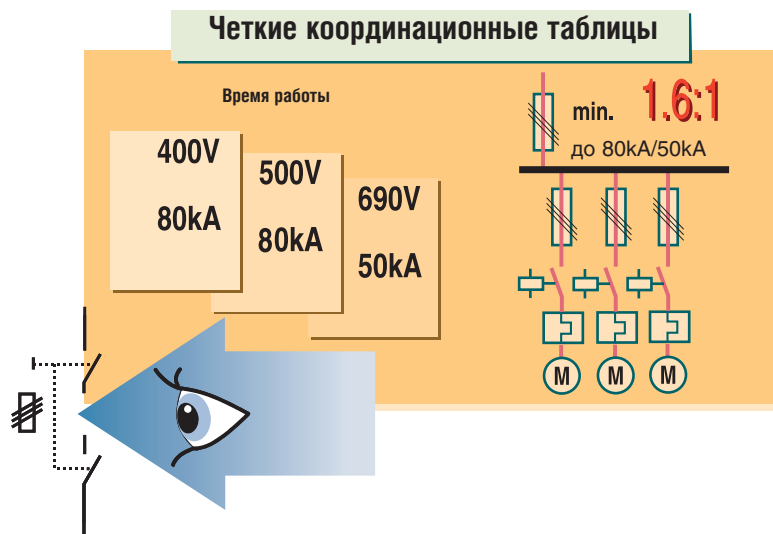 Четкие координационные таблицы
Время работы
400V
80kA
500V
80kA
690V
50kA
min. 1.6:1
до 80kA/50kA
M M M